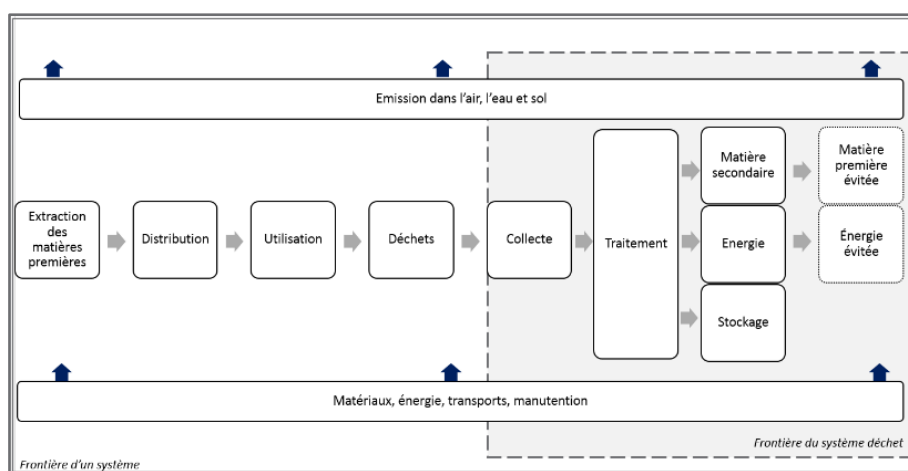 Emission dans l'air, l'eau et sol
Matière
secondaire
Matière
première
évitée
Extraction
des
matières
premières
Distribution
Utilisation
Déchets
Collecte
Traitement
Energie
Énergie
évitée
Stockage
Matériaux, énergie, transports, manutention
Frontière du système déchet
Frontière d'un système